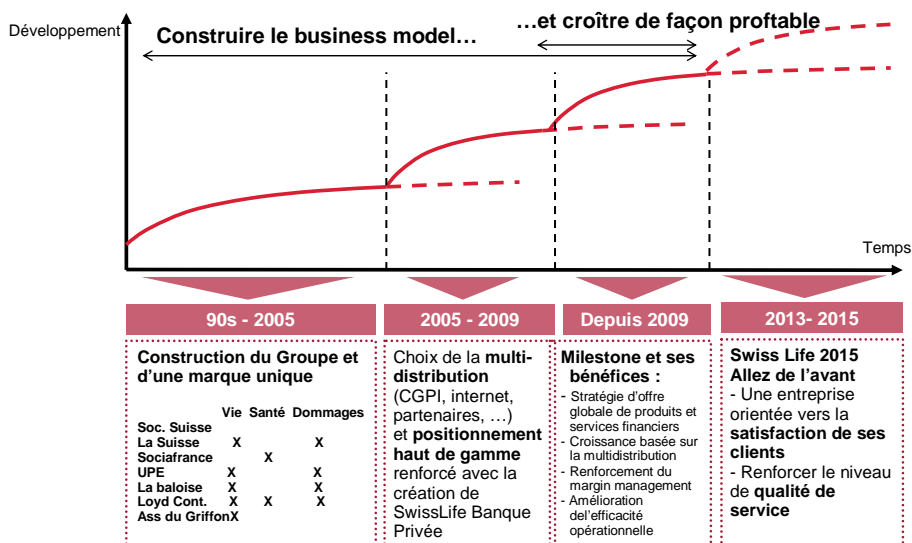 Développement
Construire le business model…
…et croître de façon proftable
Temps
90s - 2005
2005 - 2009
Depuis 2009
2013- 2015
Construction du Groupe et
d’une marque unique
Vie Santé Dommages
Soc. Suisse
La Suisse X X
Sociafrance X
UPE X X
La baloise X X
Loyd Cont. X X X
Ass du GriffonX
Choix de la multi-
distribution
(CGPI, internet,
partenaires, …)
et positionnement
haut de gamme
renforcé avec la
création de
SwissLife Banque
Privée
Milestone et ses
bénéfices :
- Stratégie d’offre
globale de produits et
services financiers
- Croissance basée sur
la multidistribution
- Renforcement du
margin management
- Amélioration
del’efficacité
opérationnelle
Swiss Life 2015
Allez de l’avant
- Une entreprise
orientée vers la
satisfaction de ses
clients
- Renforcer le niveau
de qualité de
service